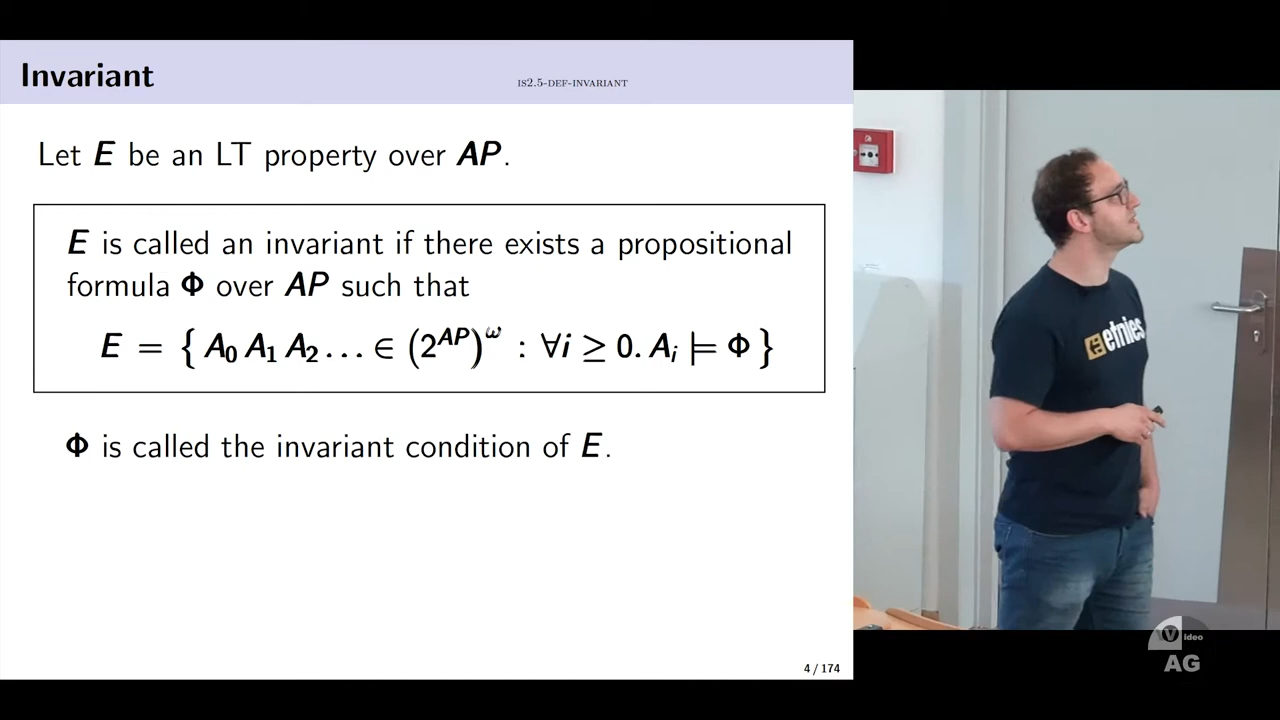 Invariant
IS2.5-DEF-INVARIANT
Let E be an LT property over AP.
E is called an invariant if there exists a propositional
formula Φ over AP such that
E = { A₀ A₁ A₂ … ∈ (2^AP)^ω : ∀i ≥ 0. Aᵢ ⊨ Φ }
Φ is called the invariant condition of E.
4 / 174
etnies
Video
AG